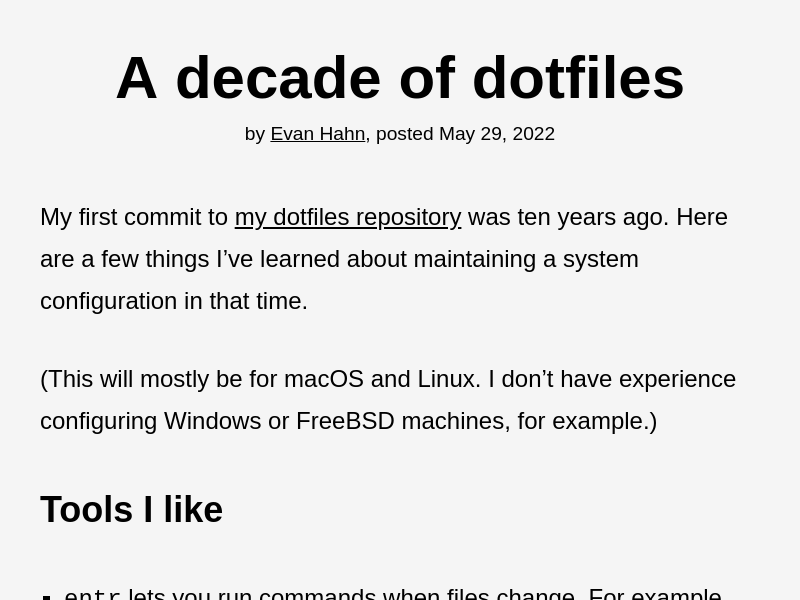 A decade of dotfiles
by Evan Hahn, posted May 29, 2022
My first commit to my dotfiles repository was ten years ago. Here
are a few things I’ve learned about maintaining a system
configuration in that time.
(This will mostly be for macOS and Linux. I don’t have experience
configuring Windows or FreeBSD machines, for example.)
Tools I like
▪ entr lets you run commands when files change. For example,